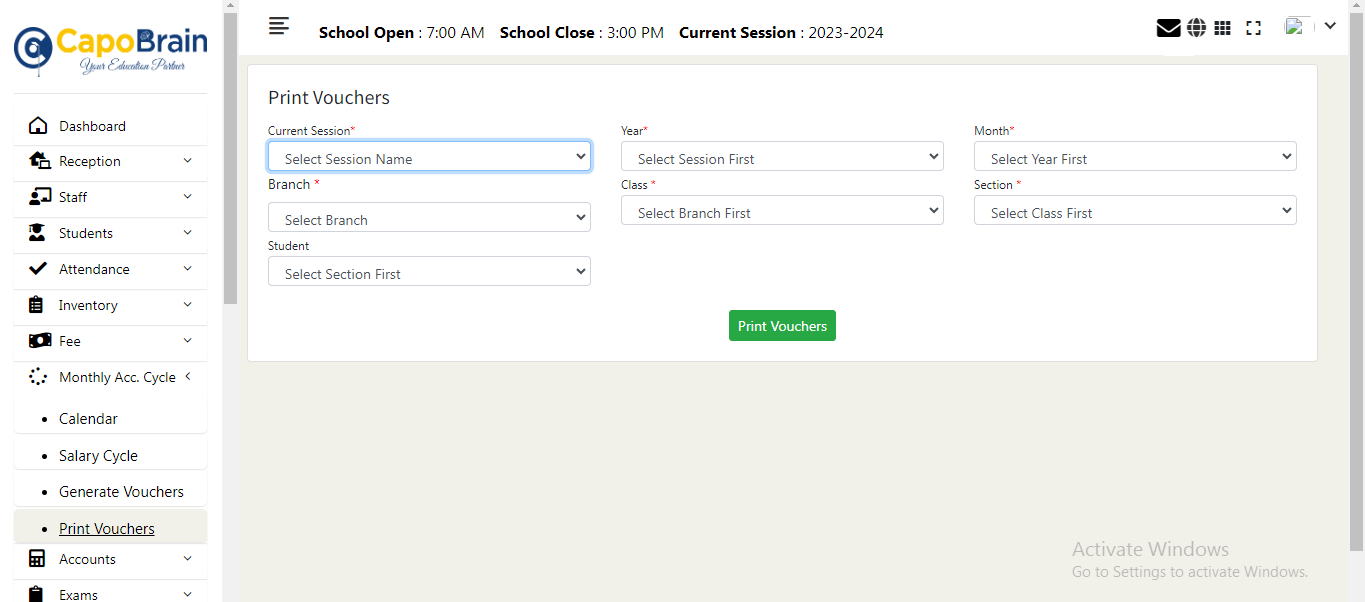 CapoBrain
Your Education Partner
Dashboard
Reception
Staff
Students
Attendance
Inventory
Fee
Monthly Acc. Cycle
Calendar
Salary Cycle
Generate Vouchers
Print Vouchers
Accounts
Exams
School Open : 7:00 AM School Close : 3:00 PM Current Session : 2023-2024
Print Vouchers
Current Session* Year* Month*
Select Session Name Select Session First Select Year First
Branch * Class * Section *
Select Branch Select Branch First Select Class First
Student
Select Section First
Print Vouchers
Activate Windows
Go to Settings to activate Windows.